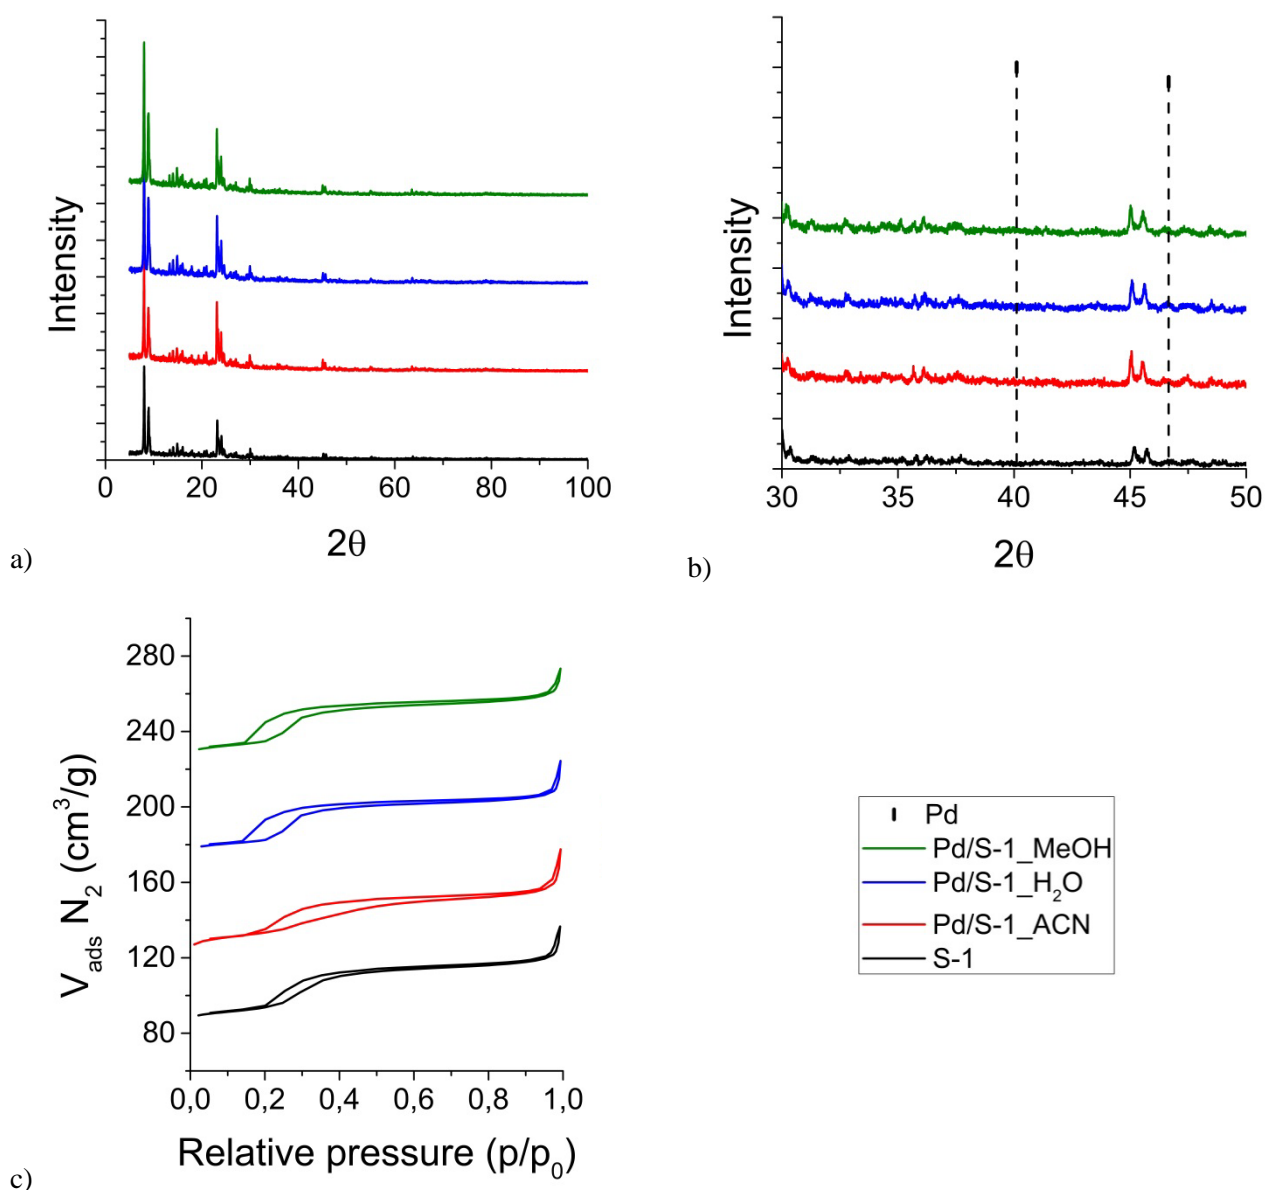 Intensity
0 20 40 60 80 100
2θ
a)
Intensity
30 35 40 45 50
2θ
b)
280
240
200
160
120
80
V_ads N_2 (cm^3/g)
0,0 0,2 0,4 0,6 0,8 1,0
Relative pressure (p/p_0)
c)
Pd
Pd/S-1_MeOH
Pd/S-1_H_2O
Pd/S-1_ACN
S-1